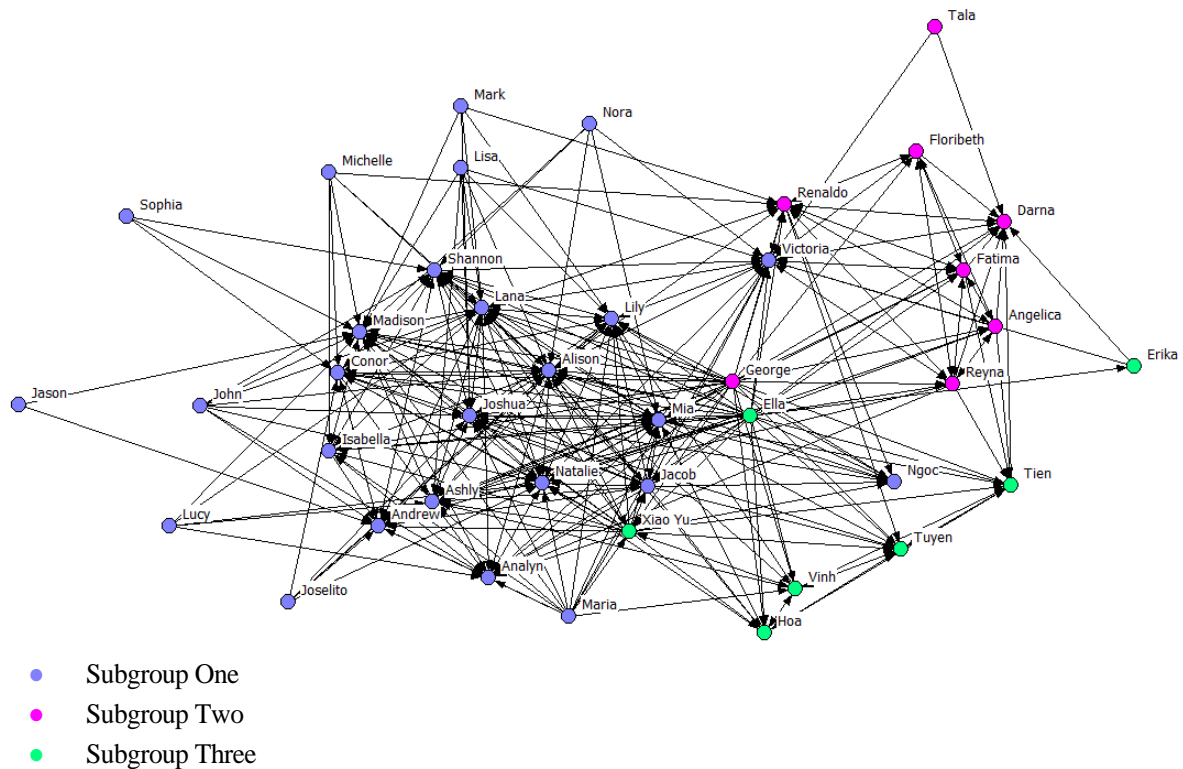 Tala
Mark
Nora
Floribeth
Michelle
Lisa
Renaldo
Sophia
Darna
Victoria
Shannon
Fatima
Lana
Lily
Angelica
Madison
Alison
Erika
Conor
George
Reyna
Jason
John
Joshua
Mia
Ella
Isabella
Natalie
Jacob
Ngoc
Tien
Ashly
Lucy
Andrew
Xiao Yu
Tuyen
Analyn
Vinh
Joselito
Maria
Hoa
Subgroup One
Subgroup Two
Subgroup Three